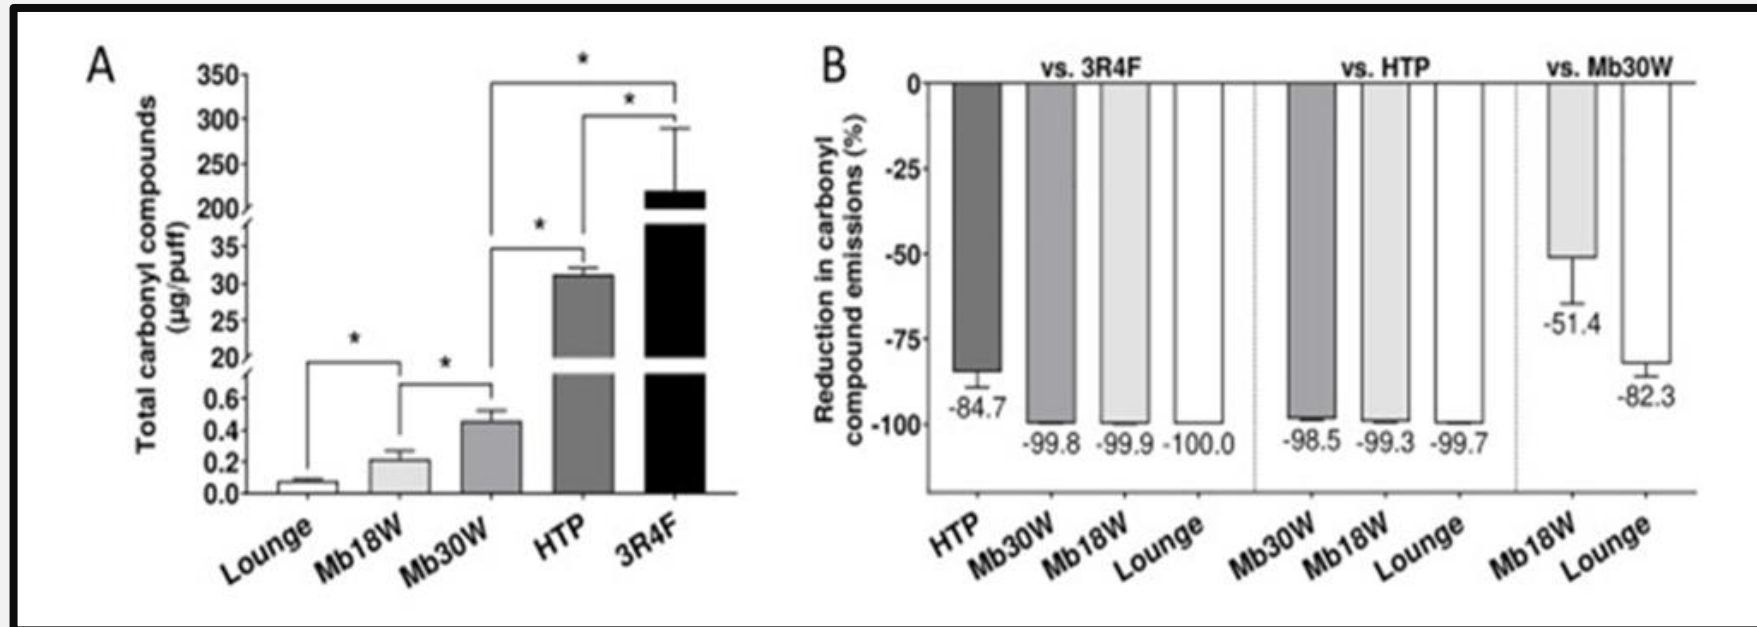 A
Total carbonyl compounds
(µg/puff)
350
300
250
200
35
30
25
20
0.6
0.4
0.2
0.0
*
*
*
*
*
Lounge
Mb18W
Mb30W
HTP
3R4F
B
Reduction in carbonyl
compound emissions (%)
vs. 3R4F vs. HTP vs. Mb30W
0
-25
-50
-75
-100
-84.7
-99.8 -99.9 -100.0
-98.5 -99.3 -99.7
-51.4
-82.3
HTP
Mb30W
Mb18W
Lounge
Mb30W
Mb18W
Lounge
Mb18W
Lounge